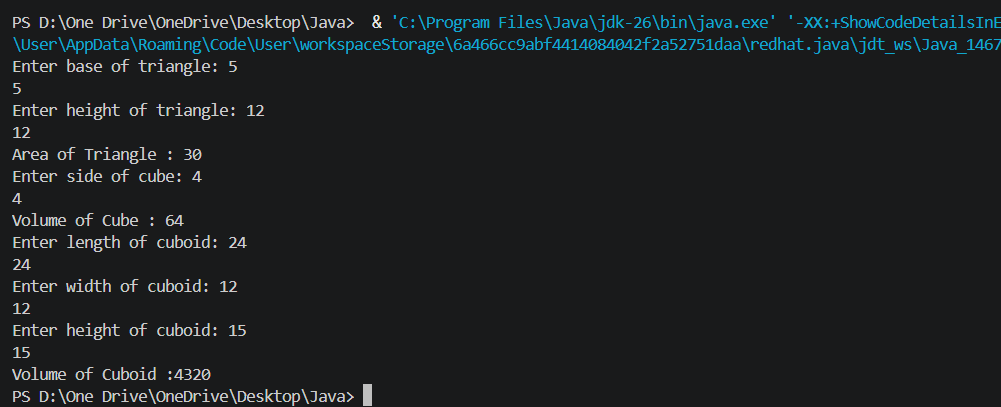 PS D:\One Drive\OneDrive\Desktop\Java>  & 'C:\Program Files\Java\jdk-26\bin\java.exe' '-XX:+ShowCodeDetailsInE
\User\AppData\Roaming\Code\User\workspaceStorage\6a466cc9abf4414084042f2a52751daa\redhat.java\jdt_ws\Java_1467
Enter base of triangle: 5
5
Enter height of triangle: 12
12
Area of Triangle : 30
Enter side of cube: 4
4
Volume of Cube : 64
Enter length of cuboid: 24
24
Enter width of cuboid: 12
12
Enter height of cuboid: 15
15
Volume of Cuboid :4320
PS D:\One Drive\OneDrive\Desktop\Java>